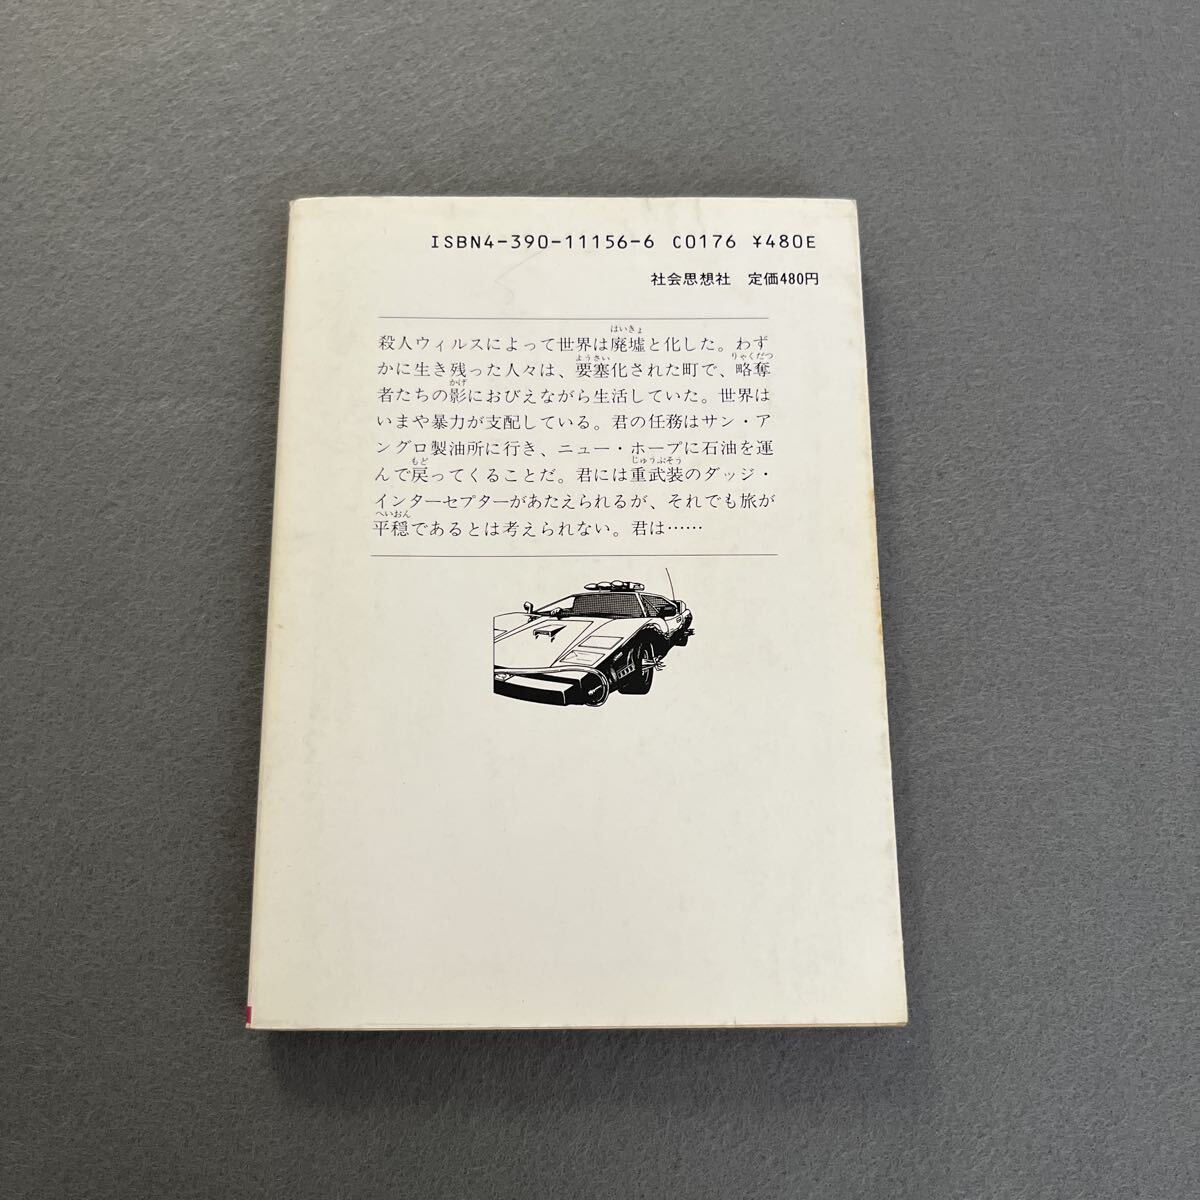 ISBN4-390-11156-6 C0176 ¥480E
社会思想社 定価480円
殺人ウィルスによって世界は廃墟と化した。わず
かに生き残った人々は、要塞化された町で、略奪
者たちの影におびえながら生活していた。世界は
いまや暴力が支配している。君の任務はサン・ア
ングロ製油所に行き、ニュー・ホープに石油を運
んで戻ってくることだ。君には重武装のダッジ・
インターセプターがあたえられるが、それでも旅が
平穏であるとは考えられない。君は……